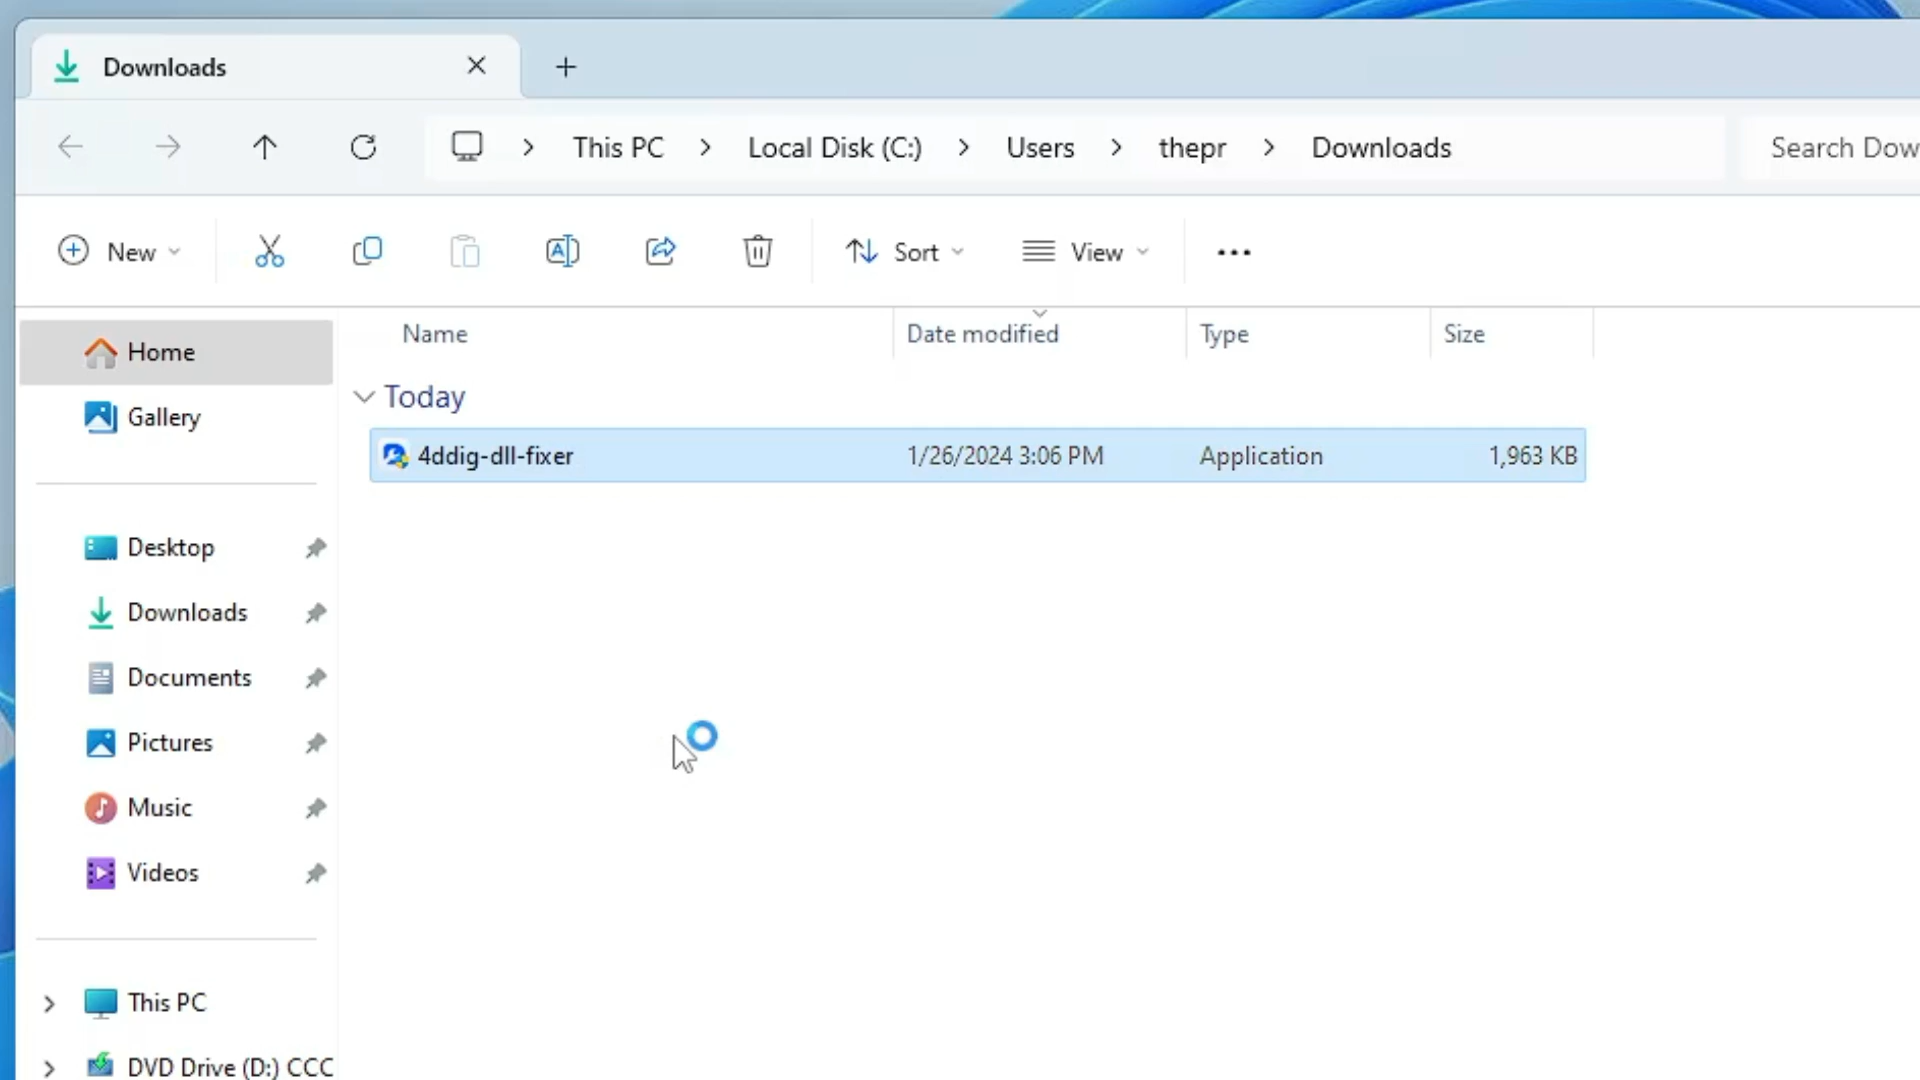 Downloads
This PC
Local Disk (C:)
Users
thepr
Downloads
Search Dow
New
Sort
View
Name
Date modified
Type
Size
Home
Gallery
Today
4ddig-dll-fixer
1/26/2024 3:06 PM
Application
1,963 KB
Desktop
Downloads
Documents
Pictures
Music
Videos
This PC
DVD Drive (D:) CCC